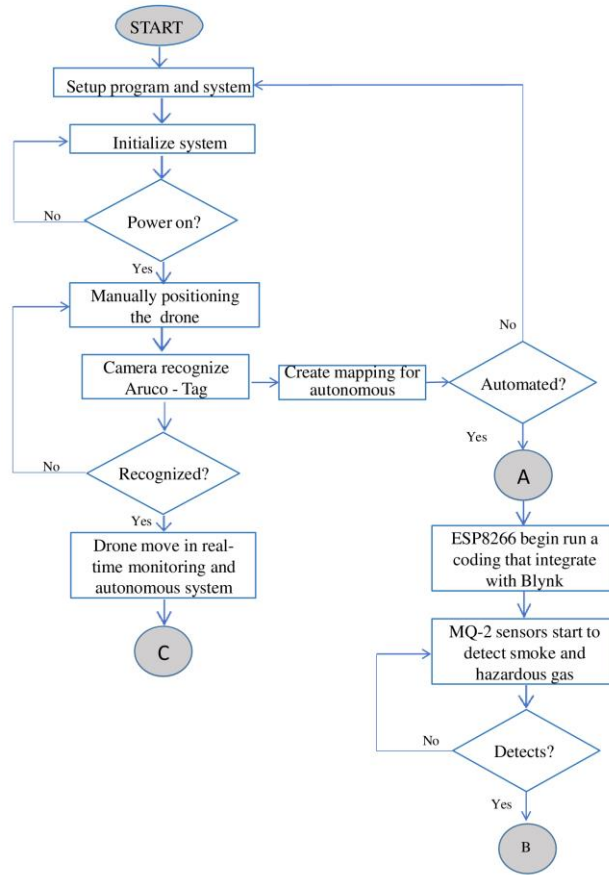 START
Setup program and system
Initialize system
No
Power on?
Yes
Manually positioning
the drone
Camera recognize
Aruco - Tag
No
Recognized?
Yes
Drone move in real-
time monitoring and
autonomous system
C
Create mapping for
autonomous
No
Automated?
Yes
A
ESP8266 begin run a
coding that integrate
with Blynk
MQ-2 sensors start to
detect smoke and
hazardous gas
No
Detects?
Yes
B